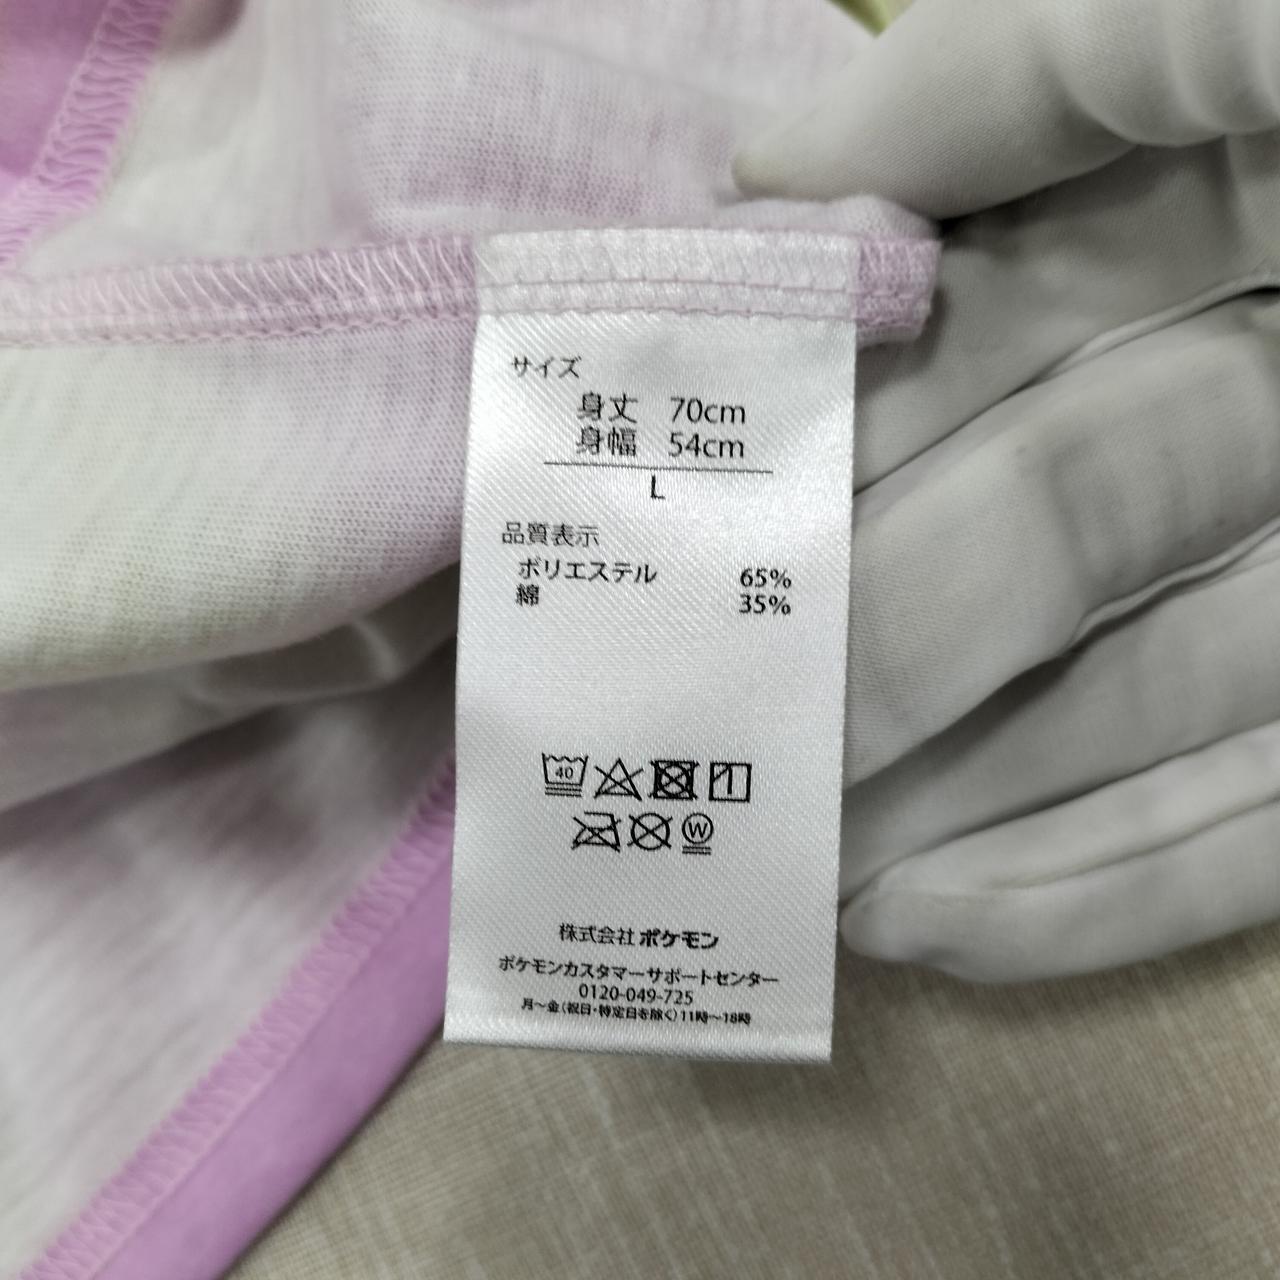 サイズ
身丈 70cm
身幅 54cm
L
品質表示
ポリエステル 65%
綿 35%
40
W
株式会社ポケモン
ポケモンカスタマーサポートセンター
0120-049-725
月〜金(祝日・特定日を除く)11時〜18時